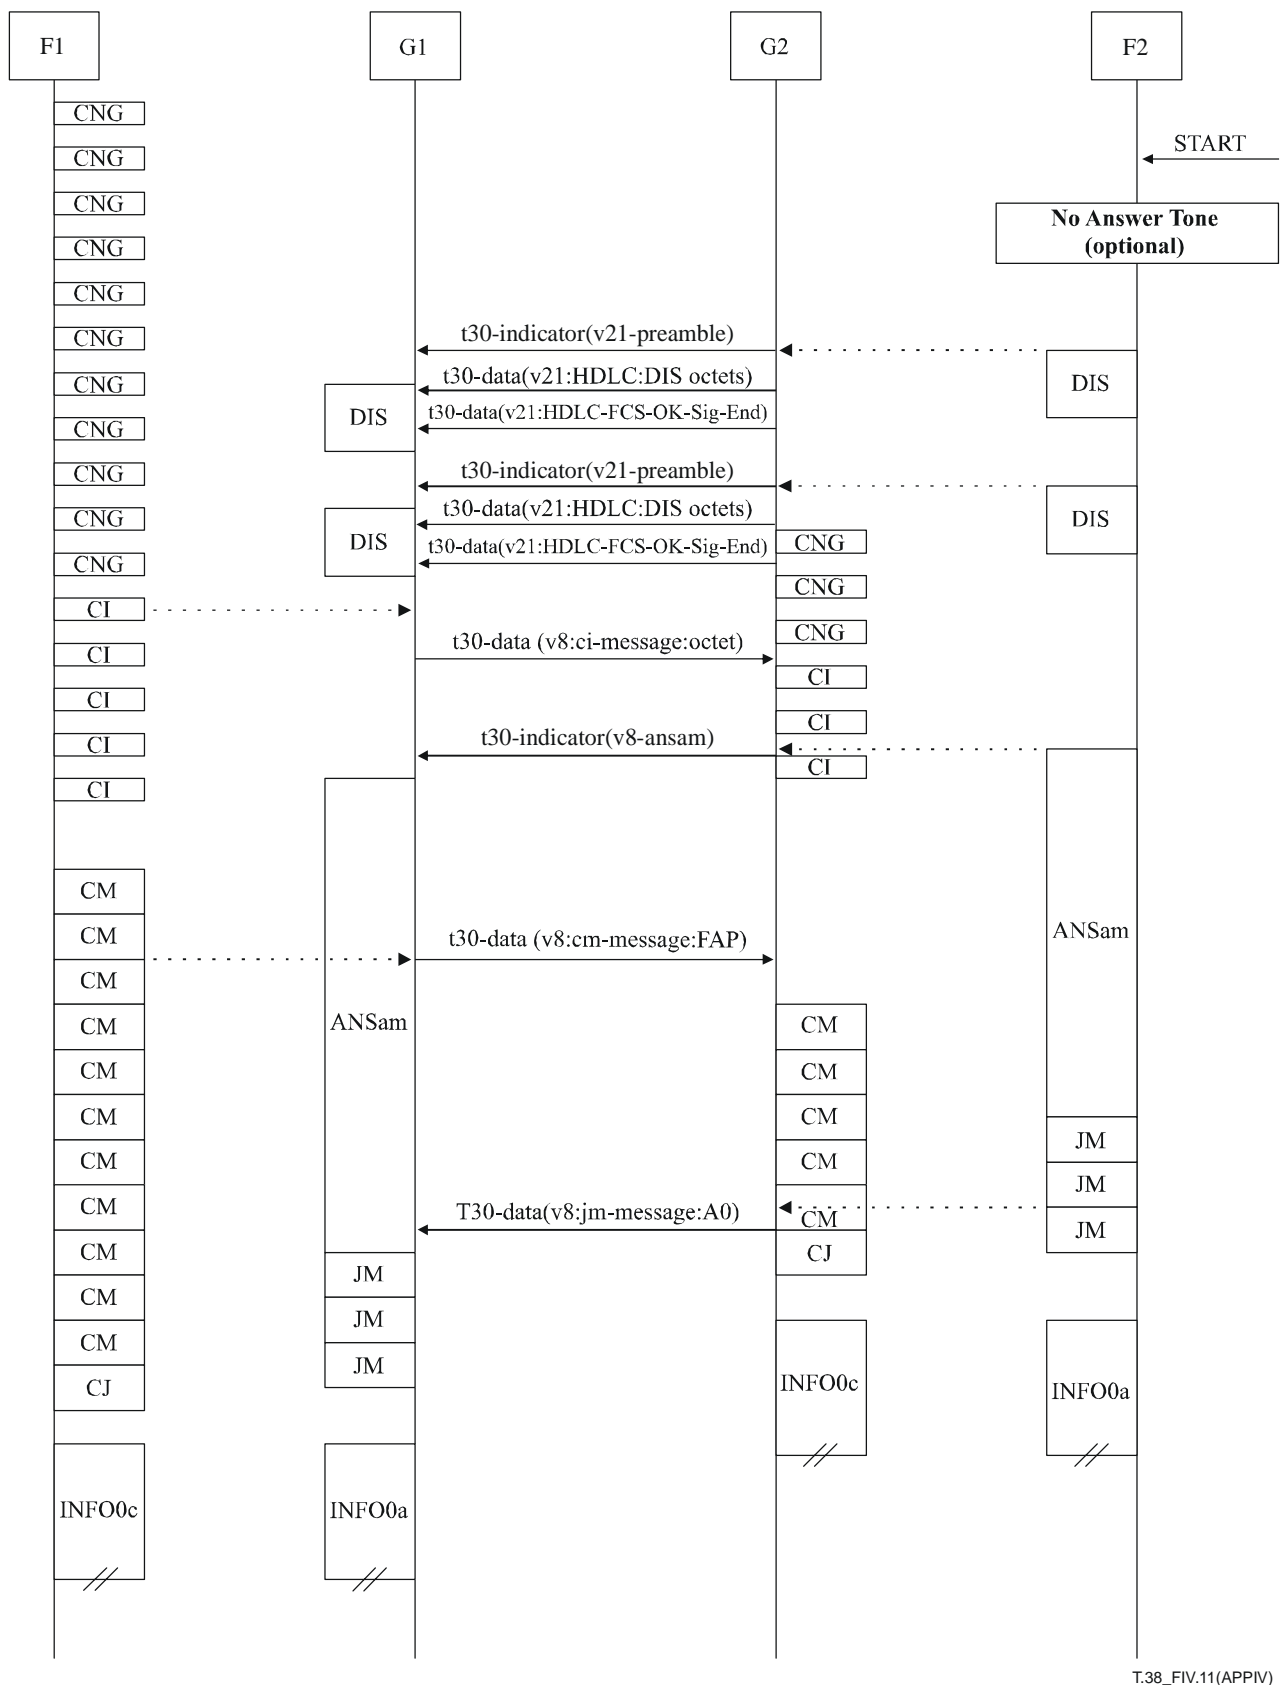 F1
G1
G2
F2
CNG
START
CNG
CNG
No Answer Tone
(optional)
CNG
CNG
CNG
t30-indicator(v21-preamble)
CNG
t30-data(v21:HDLC:DIS octets)
DIS
DIS
t30-data(v21:HDLC-FCS-OK-Sig-End)
CNG
CNG
t30-indicator(v21-preamble)
CNG
t30-data(v21:HDLC:DIS octets)
DIS
DIS
t30-data(v21:HDLC-FCS-OK-Sig-End)
CNG
CNG
CNG
CI
CNG
CI
t30-data (v8:ci-message:octet)
CI
CI
CI
CI
t30-indicator(v8-ansam)
CI
CI
CM
CM
t30-data (v8:cm-message:FAP)
ANSam
CM
CM
ANSam
CM
CM
CM
CM
CM
CM
JM
CM
CM
JM
CM
T30-data(v8:jm-message:A0)
CM
JM
CM
CJ
JM
CM
JM
CM
JM
CJ
INFO0c
INFO0a
INFO0c
INFO0a
T.38_FIV.11(APPIV)